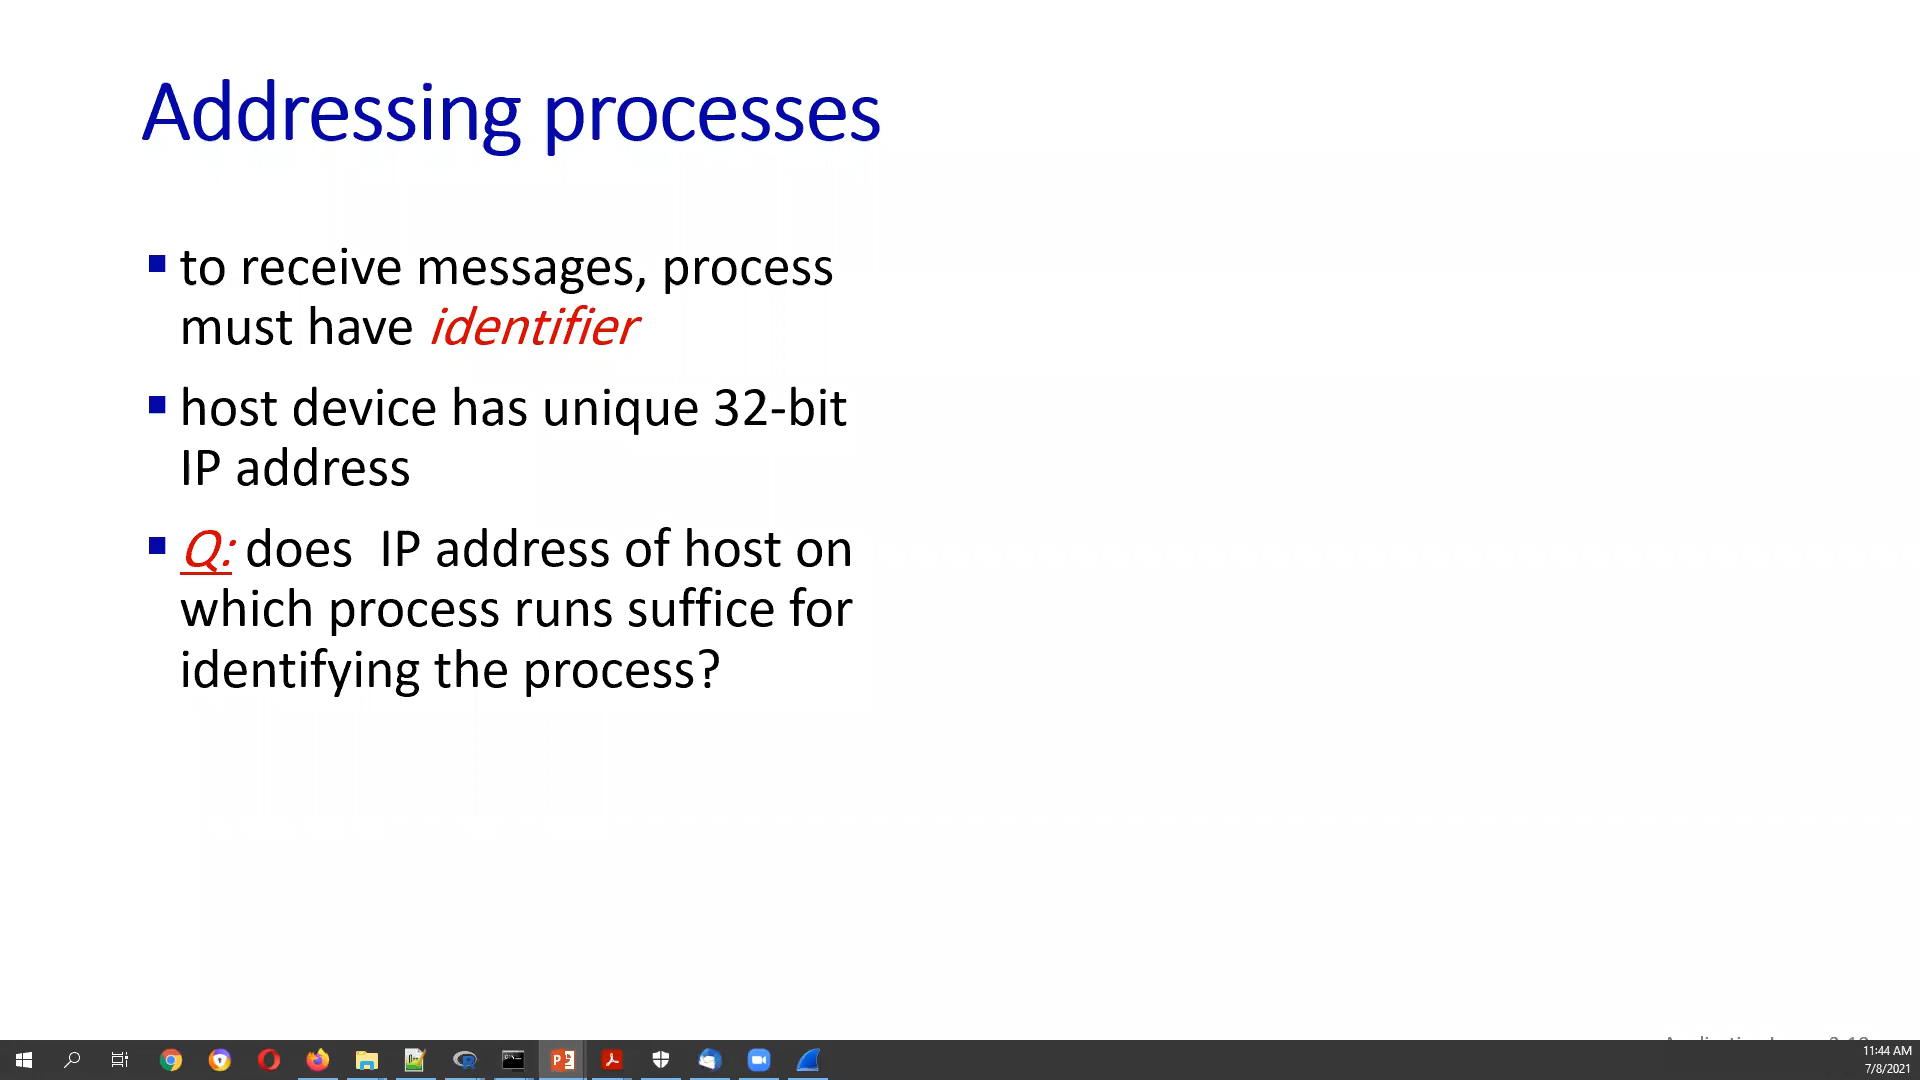 Addressing processes
▪ to receive messages, process
must have identifier
▪ host device has unique 32-bit
IP address
▪ Q: does  IP address of host on
which process runs suffice for
identifying the process?
11:44 AM
7/8/2021